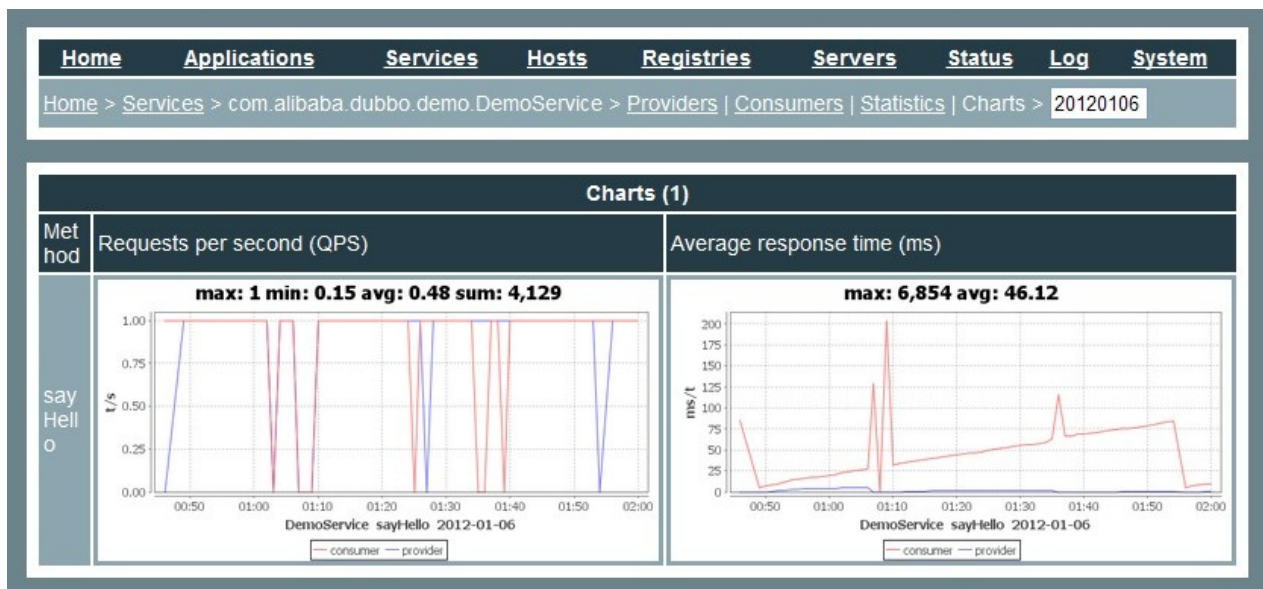 Home Applications Services Hosts Registries Servers Status Log System
Home > Services > com.alibaba.dubbo.demo.DemoService > Providers | Consumers | Statistics | Charts > 20120106
Charts (1)
Met
hod
Requests per second (QPS)
Average response time (ms)
say
Hell
o
max: 1 min: 0.15 avg: 0.48 sum: 4,129
1.00
0.75
0.50
0.25
0.00
t/s
00:50 01:00 01:10 01:20 01:30 01:40 01:50 02:00
DemoService sayHello 2012-01-06
consumer provider
max: 6,854 avg: 46.12
200
175
150
125
100
75
50
25
0
ms/t
00:50 01:00 01:10 01:20 01:30 01:40 01:50 02:00
DemoService sayHello 2012-01-06
consumer provider